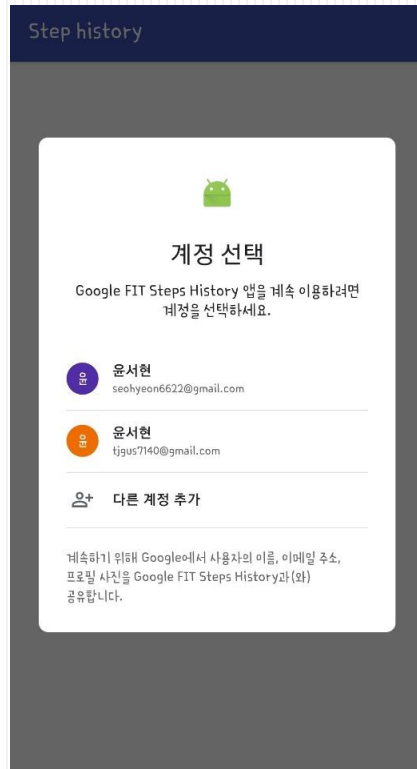 Step history
계정 선택
Google FIT Steps History 앱을 계속 이용하려면
계정을 선택하세요.
윤
윤서현
seohyeon6622@gmail.com
윤
윤서현
tjgus7140@gmail.com
다른 계정 추가
계속하기 위해 Google에서 사용자의 이름, 이메일 주소,
프로필 사진을 Google FIT Steps History과(와)
공유합니다.